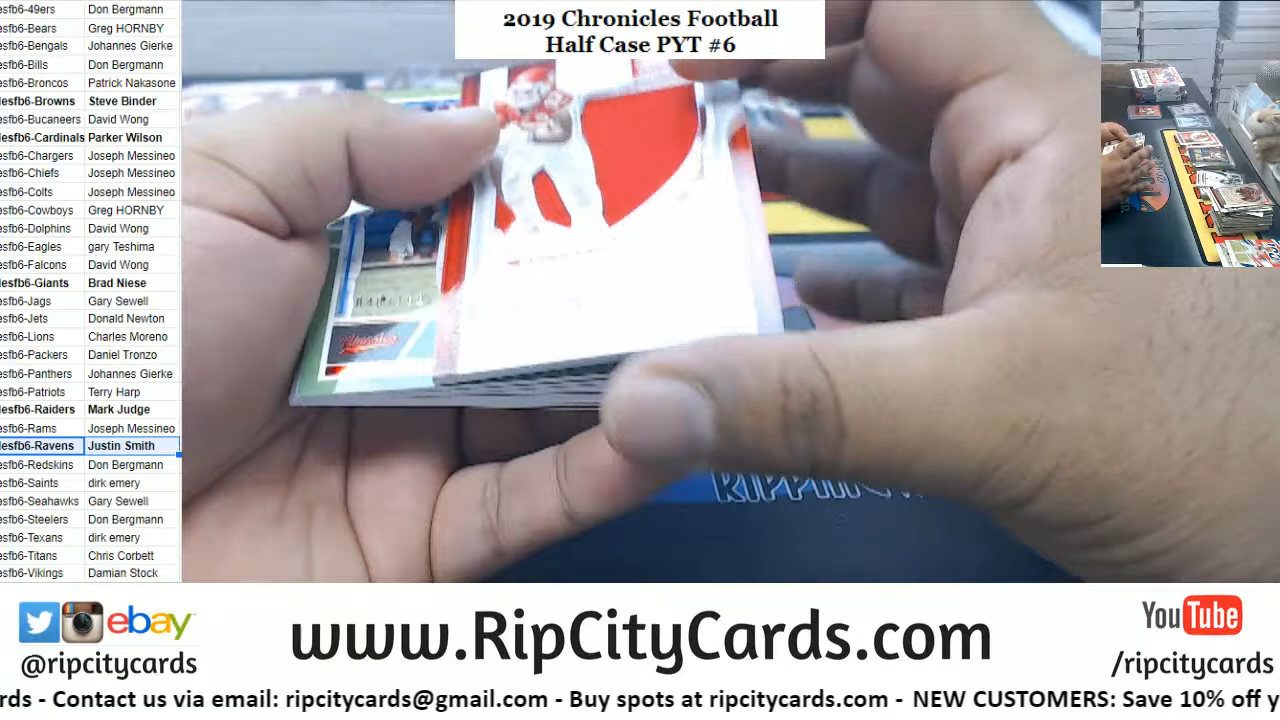 2019 Chronicles Football
Half Case PYT #6
esfb6-49ers Don Bergmann
esfb6-Bears Greg HORNBY
esfb6-Bengals Johannes Gierke
esfb6-Bills Don Bergmann
esfb6-Broncos Patrick Nakasone
lesfb6-Browns Steve Binder
esfb6-Bucaneers David Wong
lesfb6-Cardinals Parker Wilson
esfb6-Chargers Joseph Messineo
esfb6-Chiefs Joseph Messineo
esfb6-Colts Joseph Messineo
esfb6-Cowboys Greg HORNBY
esfb6-Dolphins David Wong
esfb6-Eagles gary Teshima
esfb6-Falcons David Wong
lesfb6-Giants Brad Niese
esfb6-Jags Gary Sewell
esfb6-Jets Donald Newton
esfb6-Lions Charles Moreno
esfb6-Packers Daniel Tronzo
esfb6-Panthers Johannes Gierke
esfb6-Patriots Terry Harp
lesfb6-Raiders Mark Judge
esfb6-Rams Joseph Messineo
lesfb6-Ravens Justin Smith
esfb6-Redskins Don Bergmann
esfb6-Saints dirk emery
esfb6-Seahawks Gary Sewell
esfb6-Steelers Don Bergmann
esfb6-Texans dirk emery
esfb6-Titans Chris Corbett
esfb6-Vikings Damian Stock
ebay
@ripcitycards
www.RipCityCards.com
YouTube
/ripcitycards
rds - Contact us via email: ripcitycards@gmail.com - Buy spots at ripcitycards.com - NEW CUSTOMERS: Save 10% off y